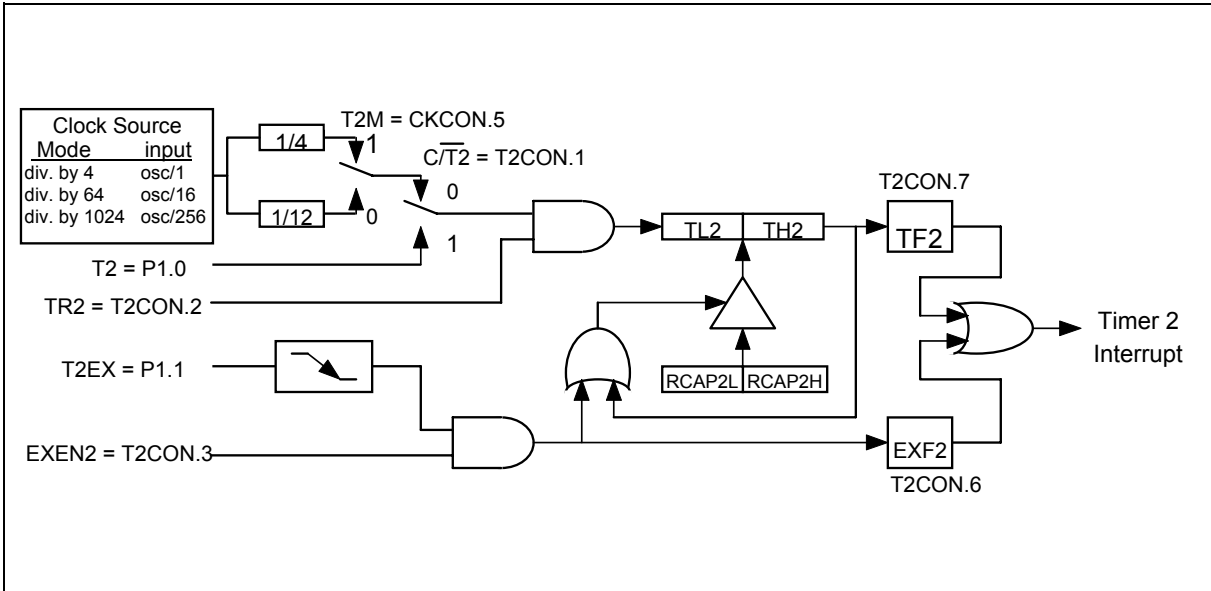 Clock Source
Mode input
div. by 4 osc/1
div. by 64 osc/16
div. by 1024 osc/256
1/4
1/12
T2M = CKCON.5
1
0
C/T2 = T2CON.1
0
1
T2 = P1.0
TR2 = T2CON.2
TL2 TH2
T2CON.7
TF2
Timer 2
Interrupt
T2EX = P1.1
RCAP2L RCAP2H
EXEN2 = T2CON.3
EXF2
T2CON.6